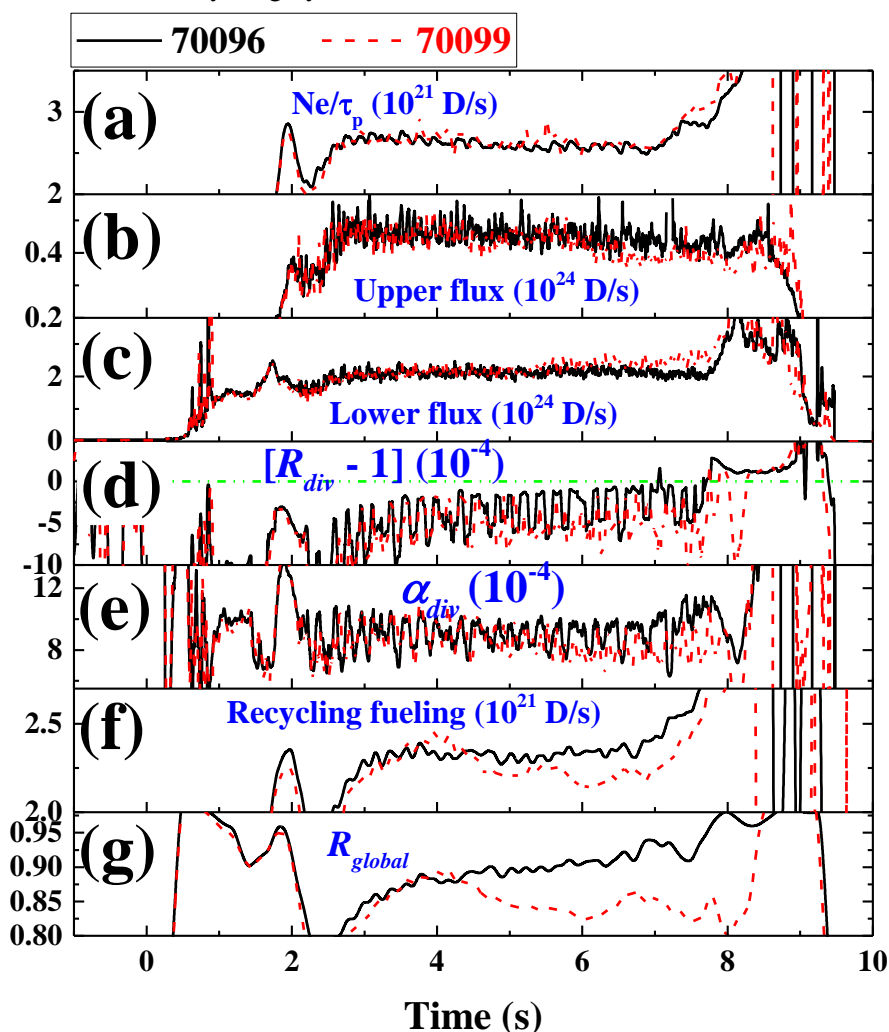 70096 70099
(a) Ne/τp (10^21 D/s)
3
2
(b)
0.4
Upper flux (10^24 D/s)
0.2
(c)
2
Lower flux (10^24 D/s)
0
(d) [Rdiv - 1] (10^-4)
0
-5
-10
(e) αdiv (10^-4)
12
8
(f) Recycling fueling (10^21 D/s)
2.5
2.0
(g)
0.95
Rglobal
0.90
0.85
0.80
0 2 4 6 8 10
Time (s)